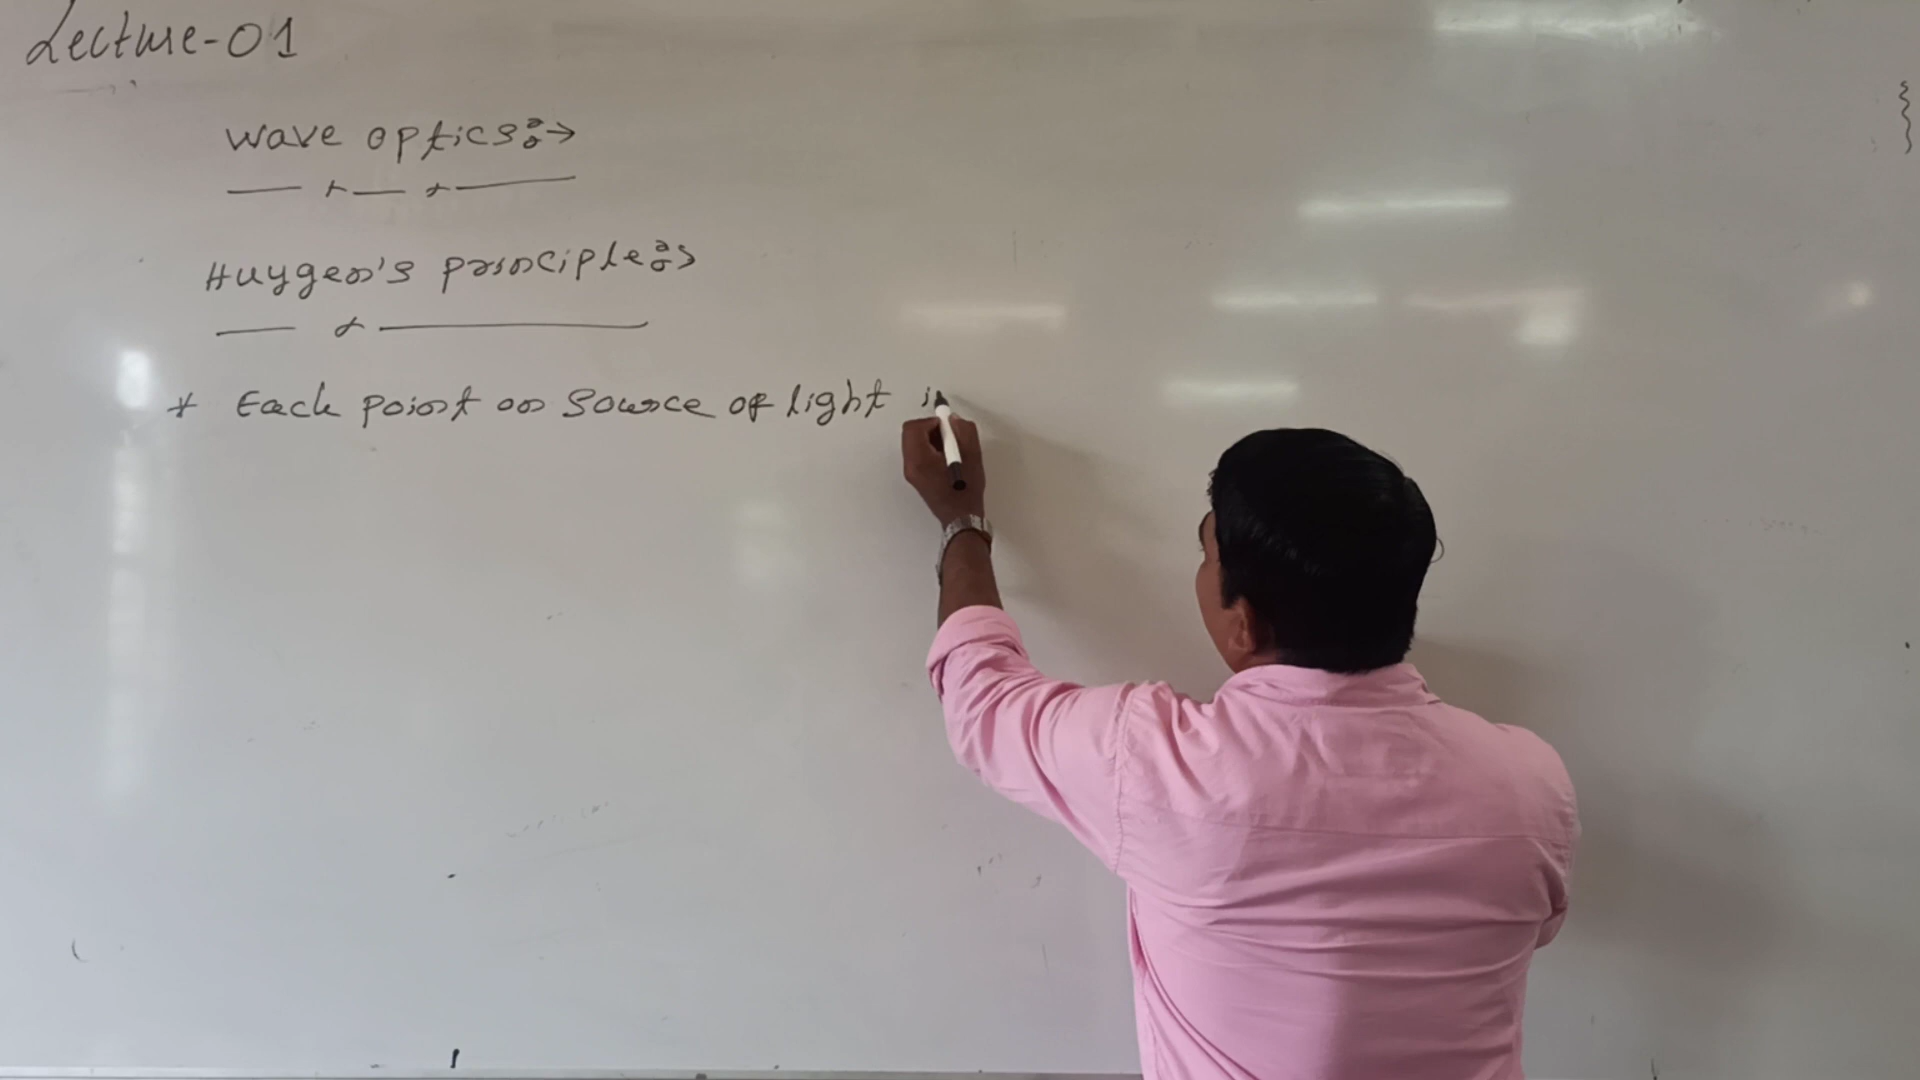 Lecture-01
Wave optics:→
Huygen's principle:→
* Each point on source of light i